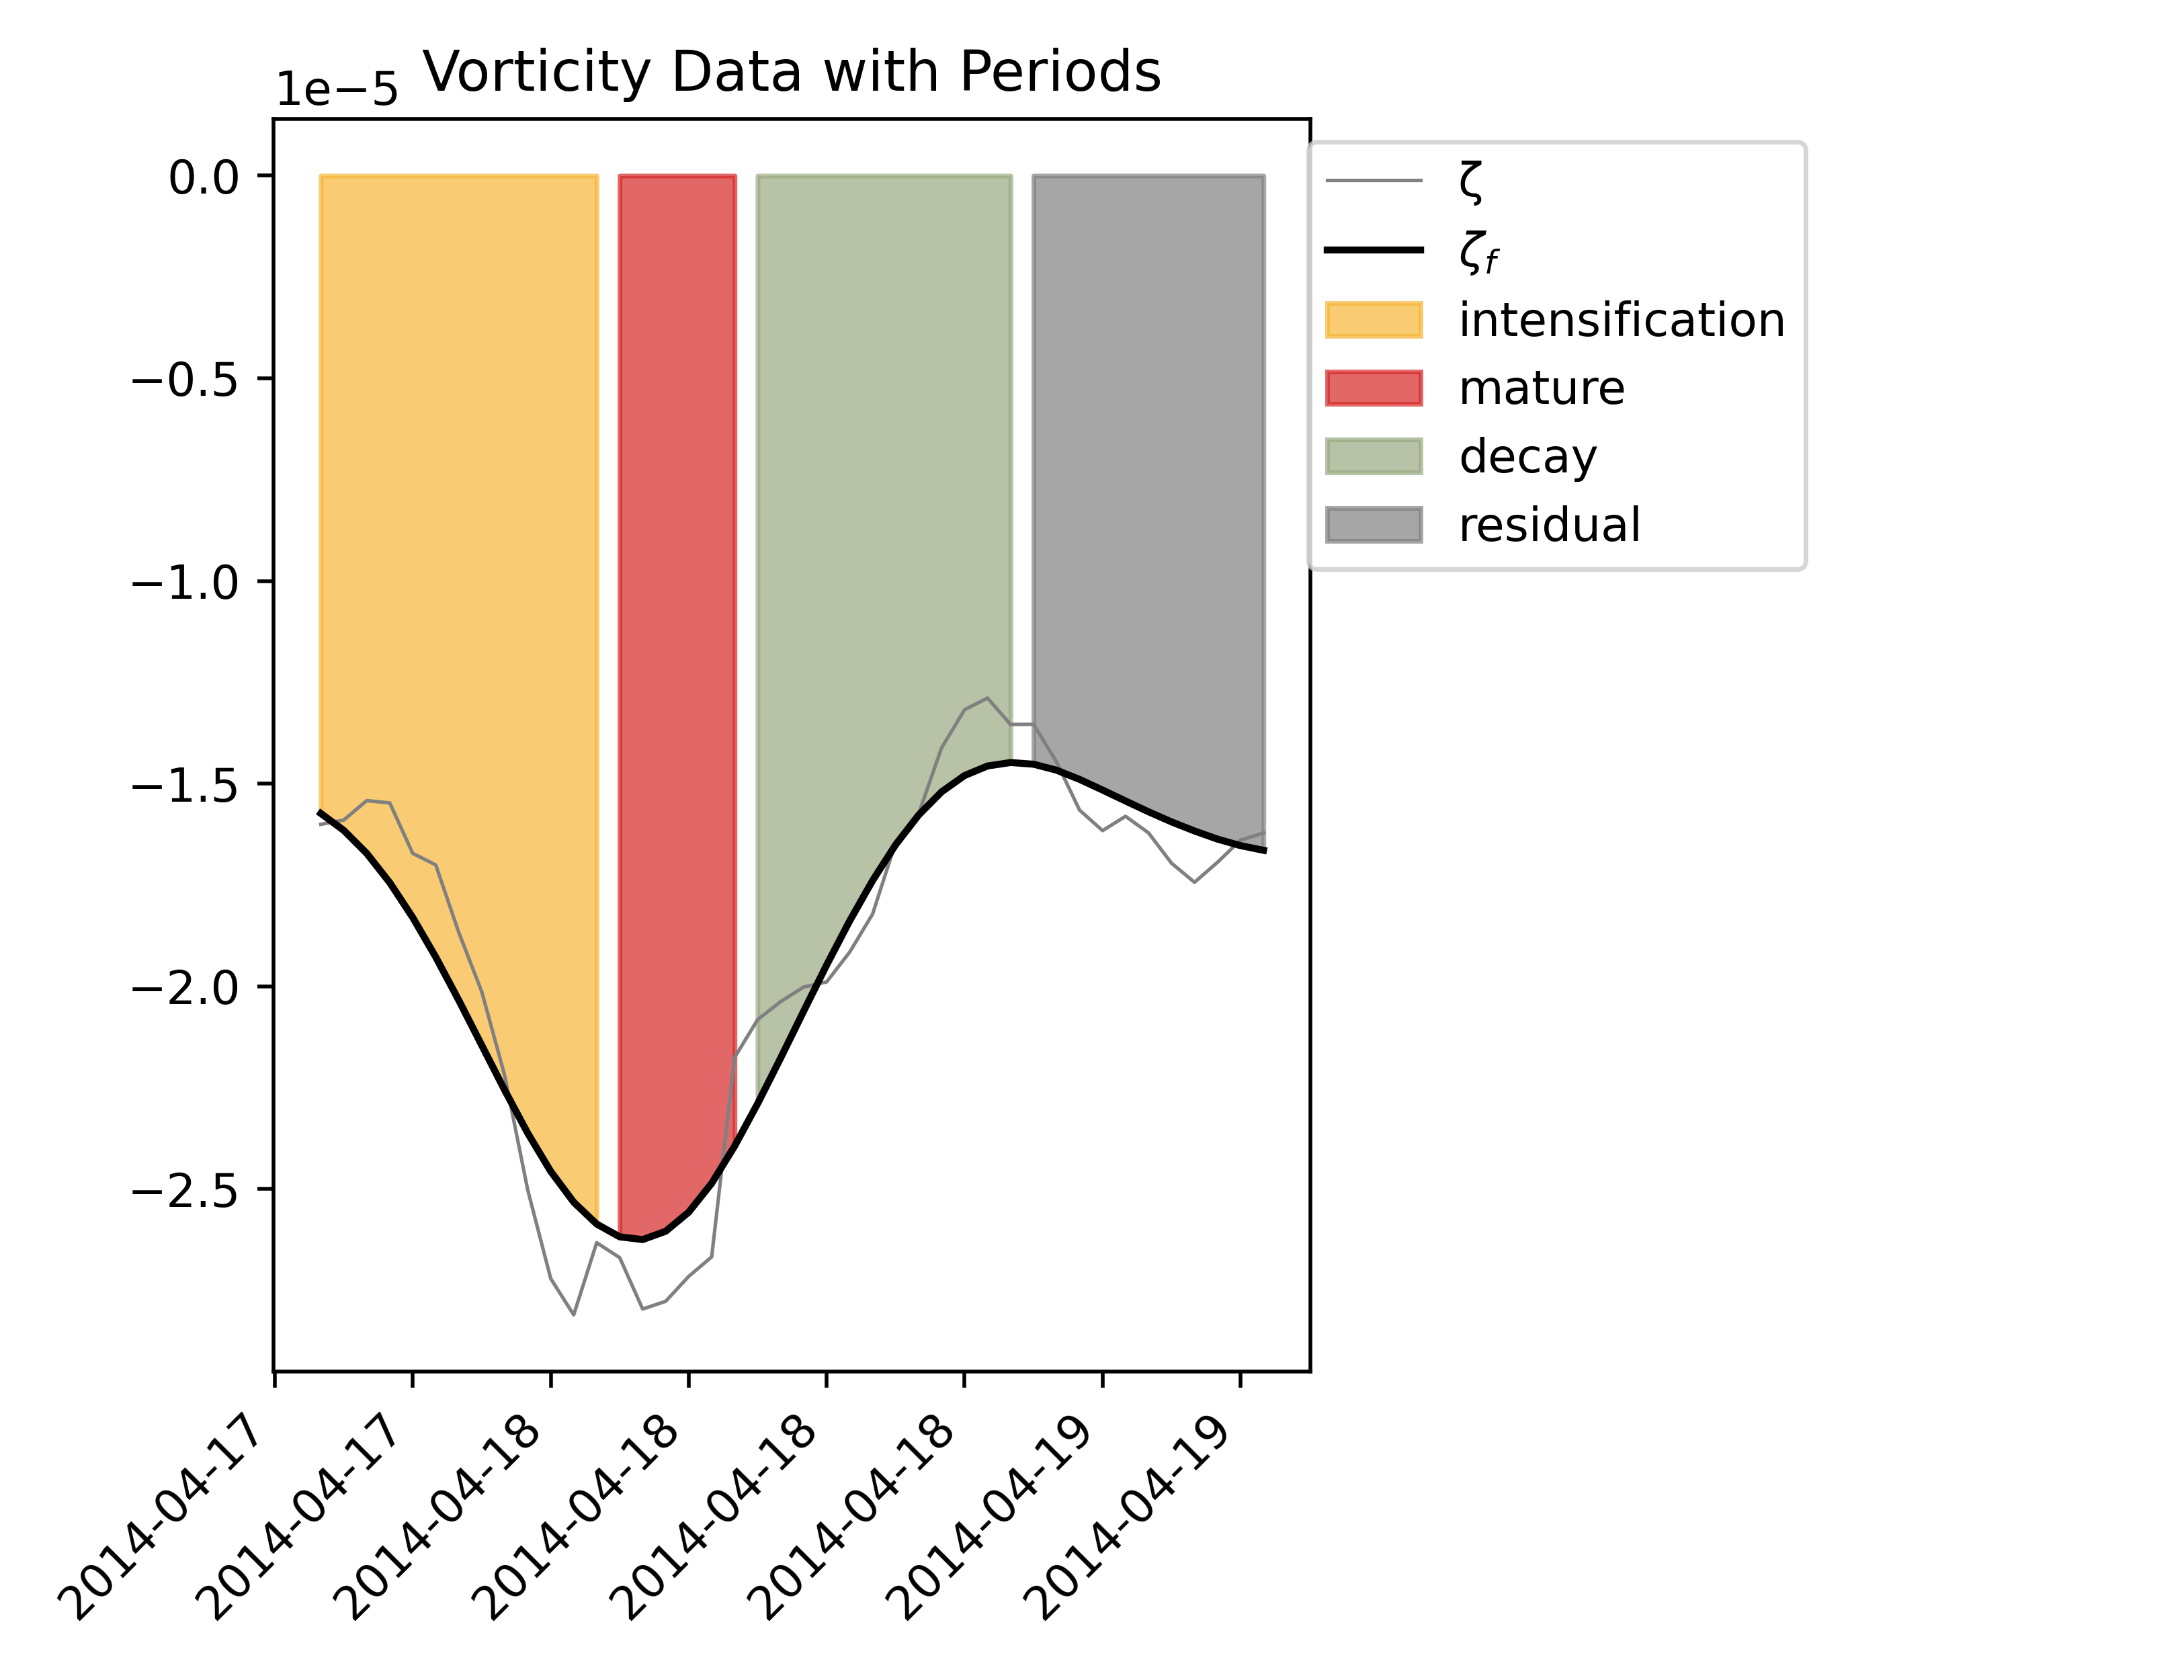 Vorticity Data with Periods
1e−5
0.0
−0.5
−1.0
−1.5
−2.0
−2.5
2014-04-17
2014-04-17
2014-04-18
2014-04-18
2014-04-18
2014-04-18
2014-04-19
2014-04-19
ζ
ζf
intensification
mature
decay
residual